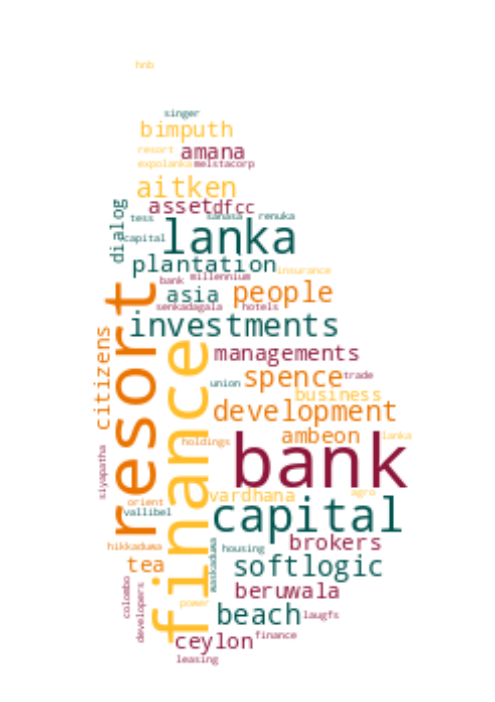 hnb
singer
bimputh
resort amana
expolanka melstacorp
aitken
asset dfcc
dialog
tess sanasa renuka
capital lanka
plantation insurance
bank millennium
asia people
senkadagala hotels
resort
investments
citizens
finance
managements
union spence trade
business
development
ambeon lanka
holdings
bank
siyapatha
vardhana agro
orient
vallibel capital
hikkaduwa brokers
waskaduwa housing
tea softlogic
colombo
developers
beruwala
power beach laugfs
ceylon finance
leasing